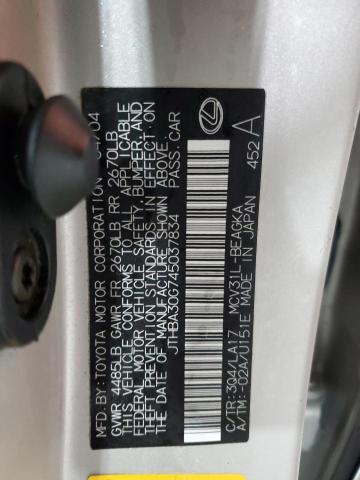 MFD. BY: TOYOTA MOTOR CORPORATION 04/04
GVWR 4485LB GAWR FR 2670LB RR 2670LB
THIS VEHICLE CONFORMS TO ALL APPLICABLE
FEDERAL MOTOR VEHICLE SAFETY, BUMPER, AND
THEFT PREVENTION STANDARDS IN EFFECT ON
THE DATE OF MANUFACTURE SHOWN ABOVE.
JTHBA30G745037834 PASS. CAR
C/TR: 3Q4/LA17 MCV31L-BEAGKA
A/TM: -02A/U151E MADE IN JAPAN
452 A